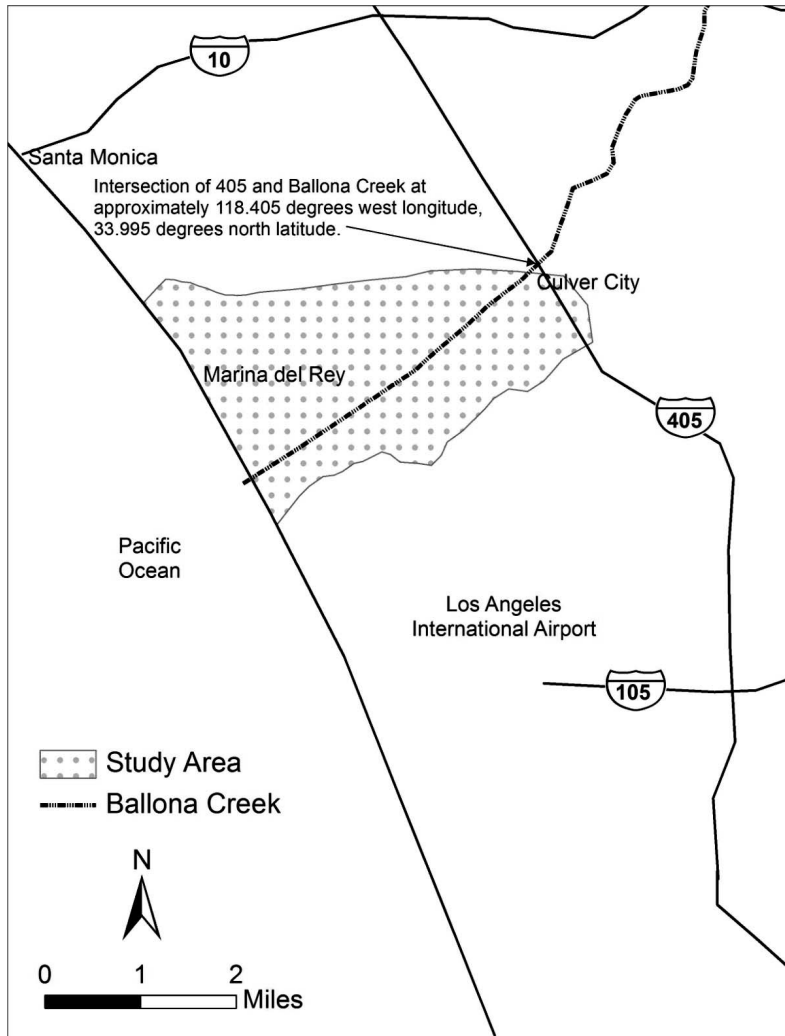 10
Santa Monica
Intersection of 405 and Ballona Creek at
approximately 118.405 degrees west longitude,
33.995 degrees north latitude.
Culver City
Marina del Rey
405
Pacific
Ocean
Los Angeles
International Airport
105
Study Area
Ballona Creek
N
0 1 2
Miles